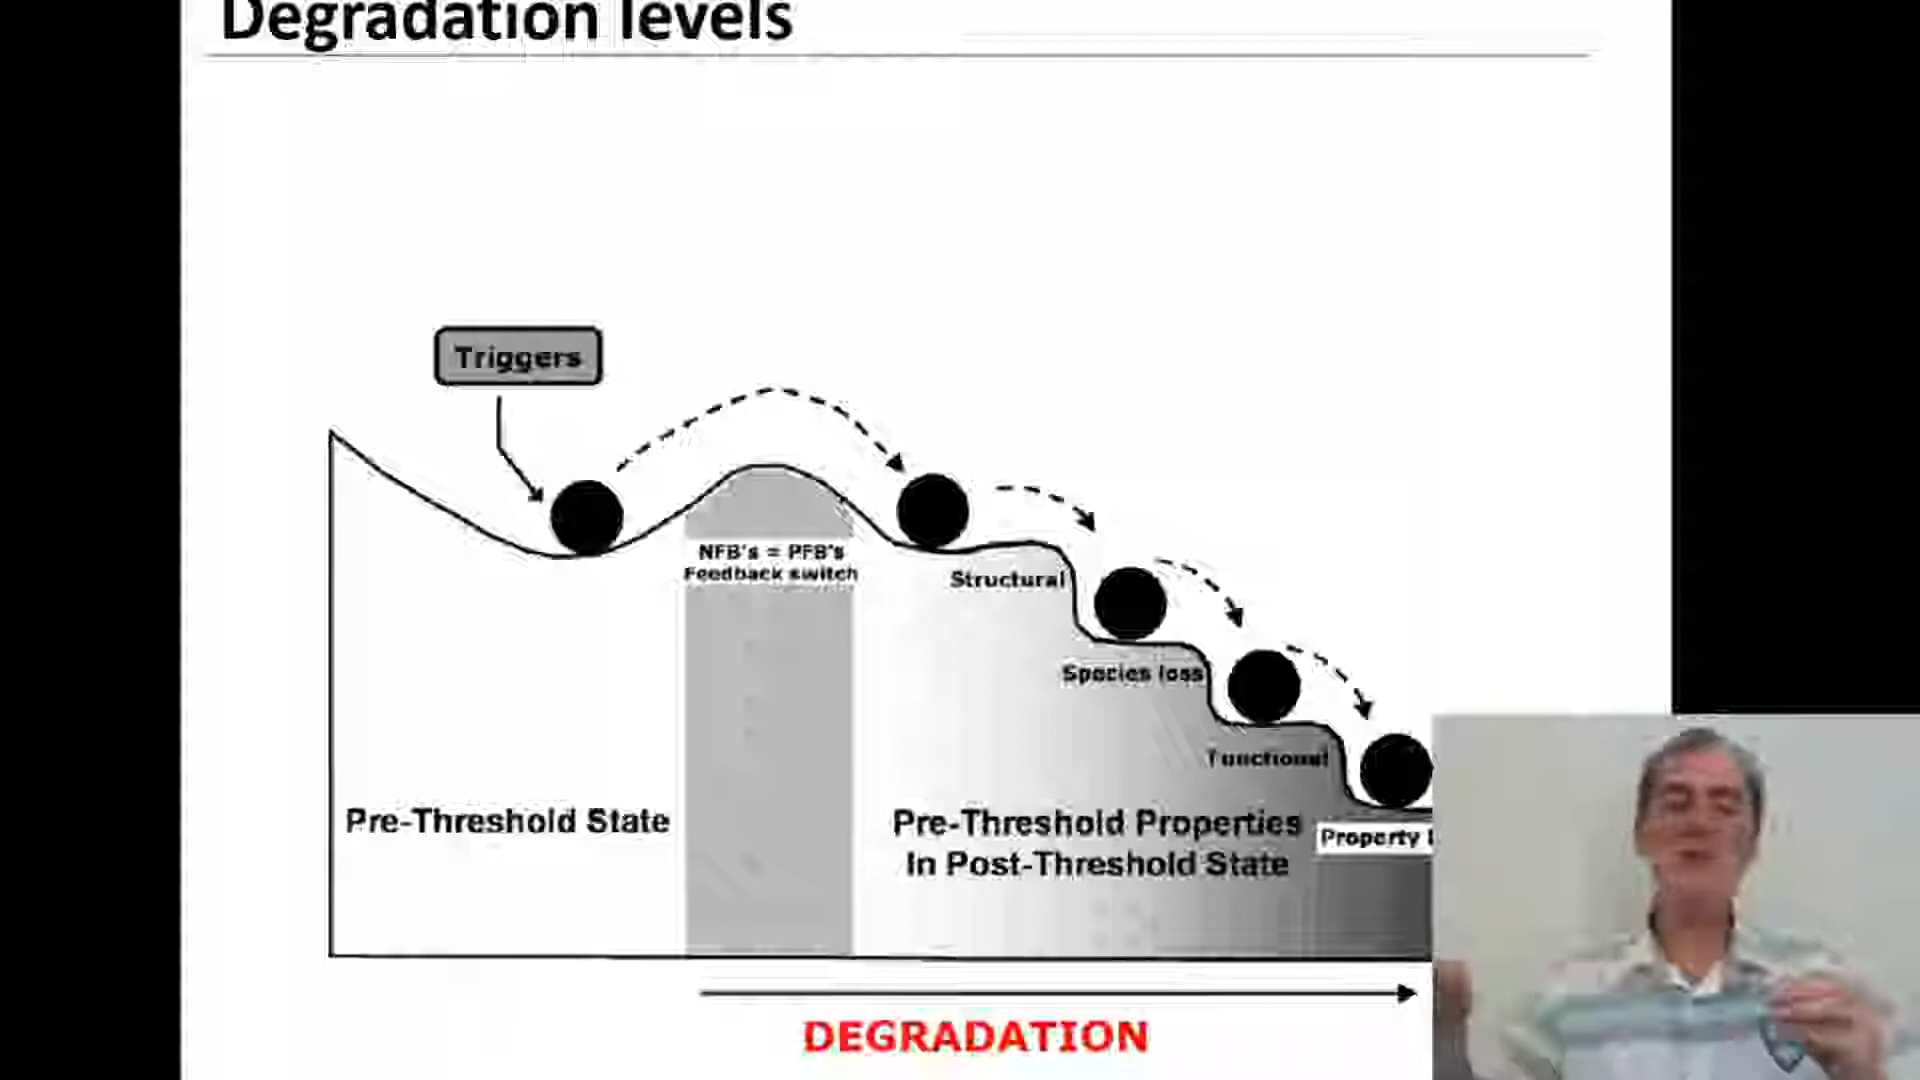 Degradation levels
Triggers
NFB's = PFB's
Feedback switch
Structural
Species loss
Functional
Pre-Threshold State
Pre-Threshold Properties
In Post-Threshold State
Property
DEGRADATION